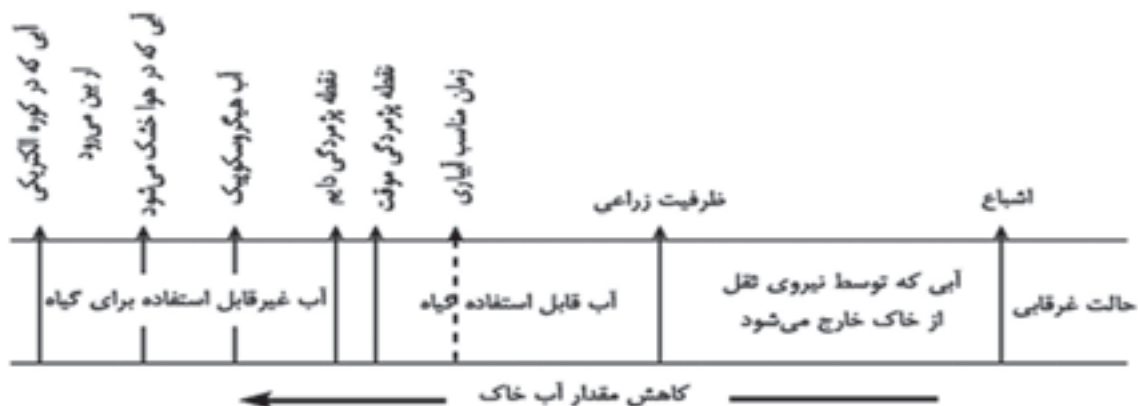 اشباع
ظرفیت زراعی
زمان مناسب آبیاری
نقطه پژمردگی موقت
نقطه پژمردگی دایم
آب هیگروسکوپیک
آبی که در هوا خشک می‌شود
آبی که در کوره الکتریکی
از بین می‌رود
حالت غرقابی
آبی که توسط نیروی ثقل
از خاک خارج می‌شود
آب قابل استفاده گیاه
آب غیرقابل استفاده برای گیاه
کاهش مقدار آب خاک